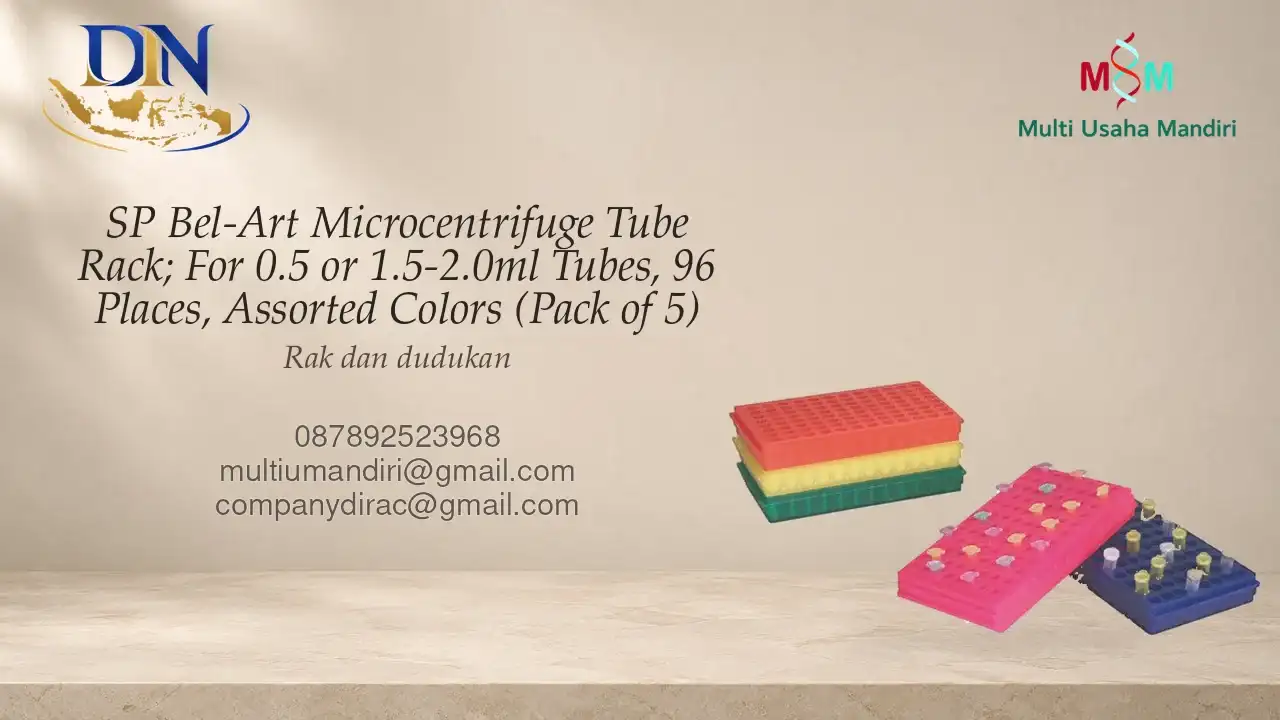 DN
MSM
Multi Usaha Mandiri
SP Bel-Art Microcentrifuge Tube
Rack; For 0.5 or 1.5-2.0ml Tubes, 96
Places, Assorted Colors (Pack of 5)
Rak dan dudukan
087892523968
multiumandiri@gmail.com
companydirac@gmail.com